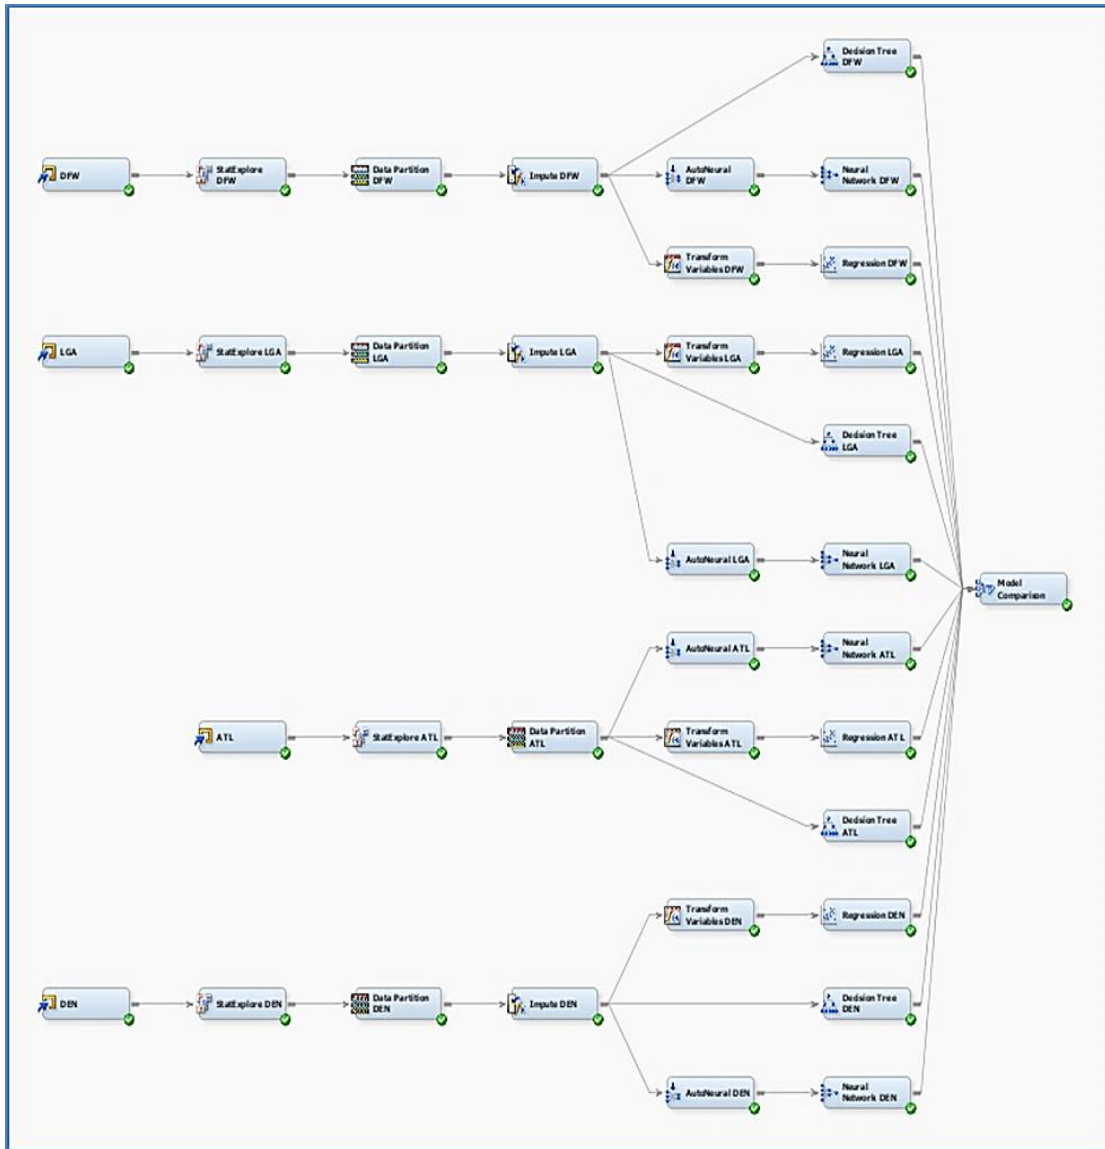 Decision Tree
DFW
DFW
StatExplore
DFW
Data Partition
DFW
Impute DFW
AutoNeural
DFW
Neural
Network DFW
Transform
Variables DFW
Regression DFW
LGA
StatExplore LGA
Data Partition
LGA
Impute LGA
Transform
Variables LGA
Regression LGA
Decision Tree
LGA
AutoNeural LGA
Neural
Network LGA
Model
Comparison
AutoNeural ATL
Neural
Network ATL
ATL
StatExplore ATL
Data Partition
ATL
Transform
Variables ATL
Regression ATL
Decision Tree
ATL
Transform
Variables DEN
Regression DEN
DEN
StatExplore DEN
Data Partition
DEN
Impute DEN
Decision Tree
DEN
AutoNeural DEN
Neural
Network DEN